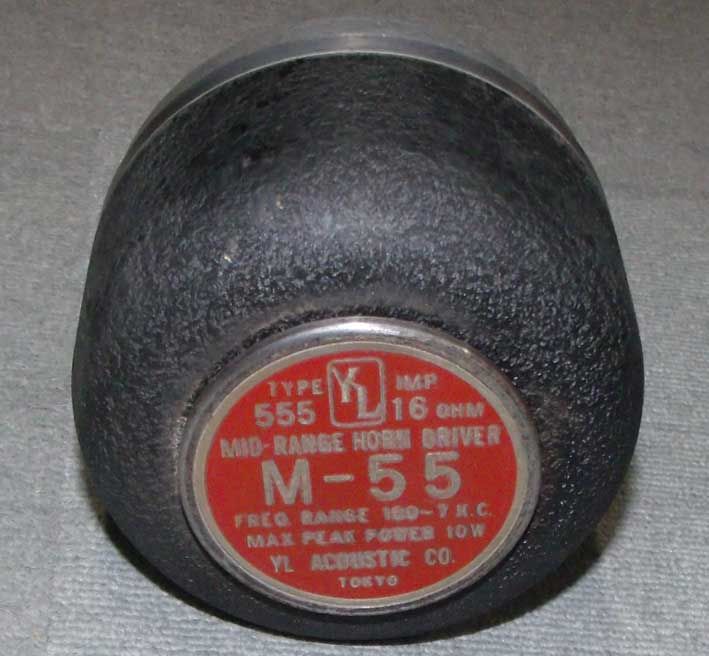 TYPE YL IMP
555 16 OHM
MID-RANGE HORN DRIVER
M-55
FREQ. RANGE 180-7 K.C.
MAX PEAK POWER 10W
YL ACOUSTIC CO.
TOKYO